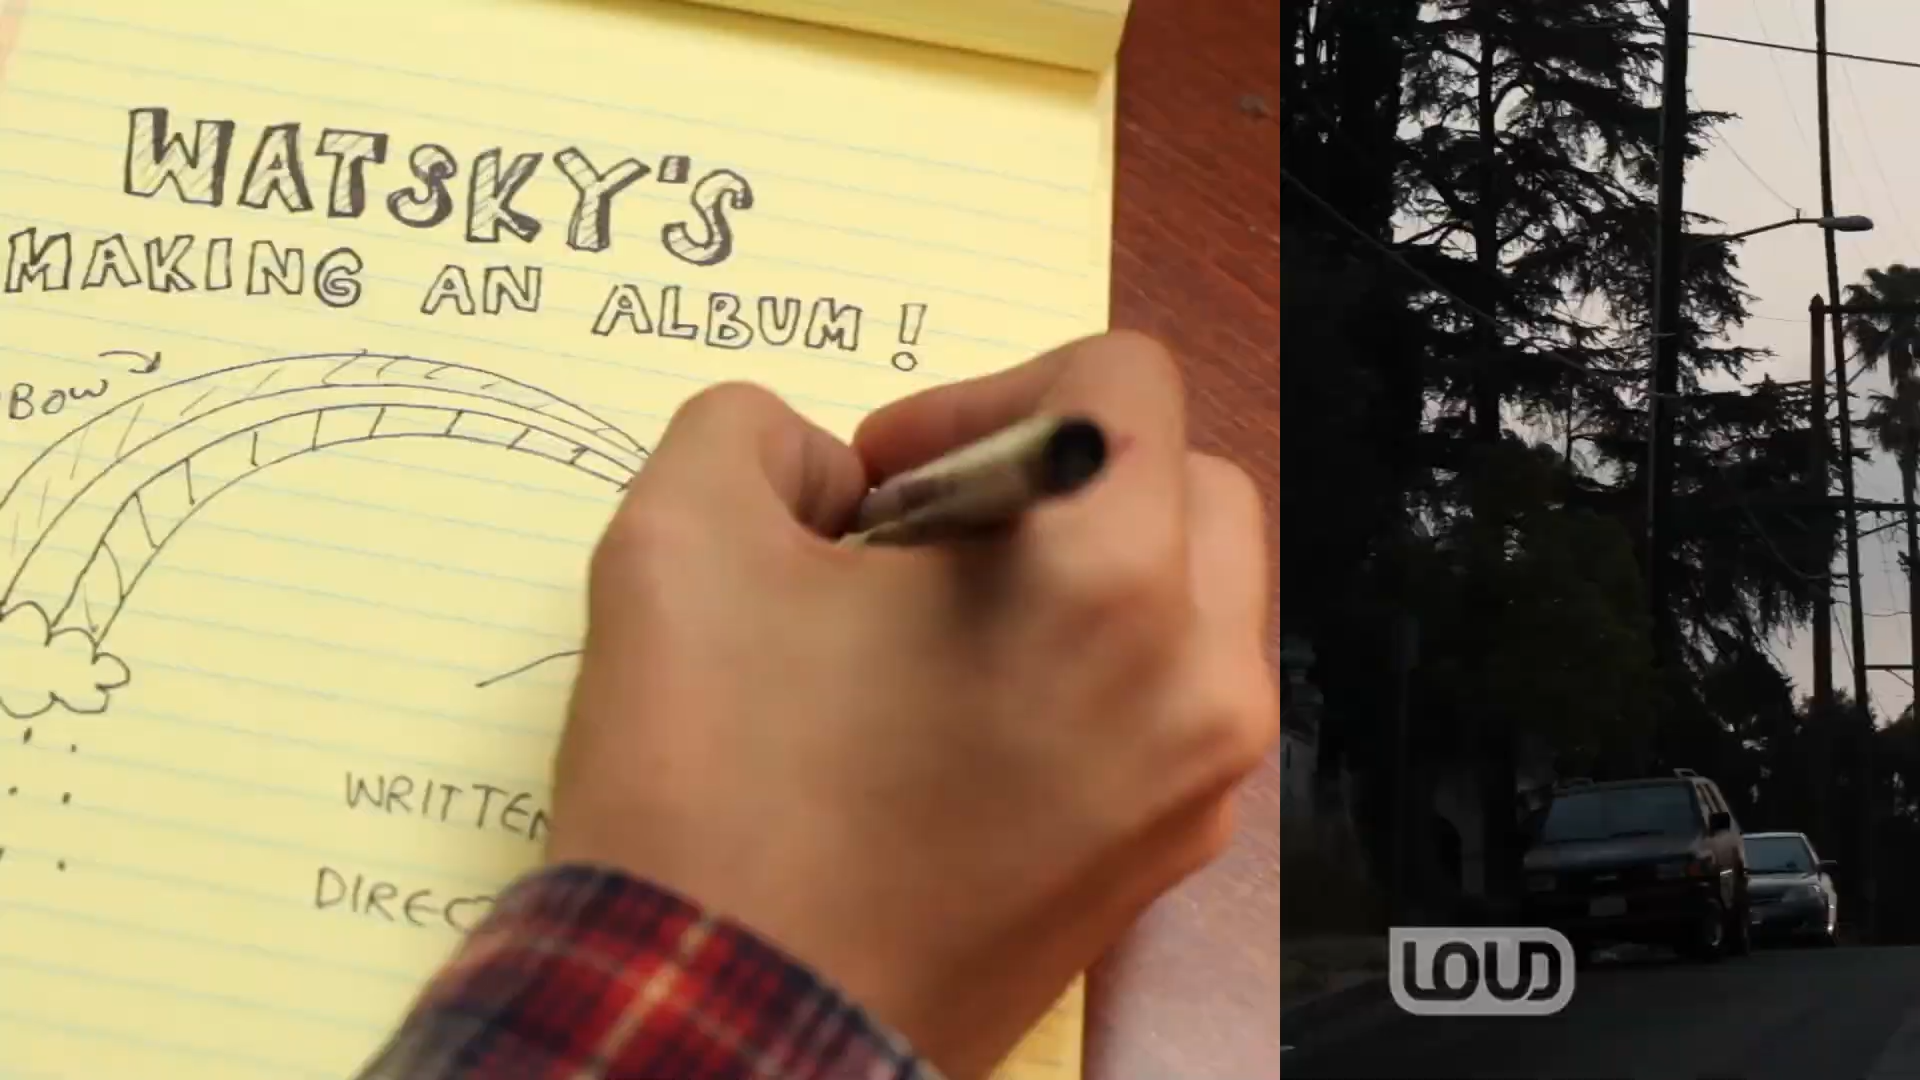 WATSKY'S
MAKING AN ALBUM!
BOW
WRITTEN
DIREC
LOUD